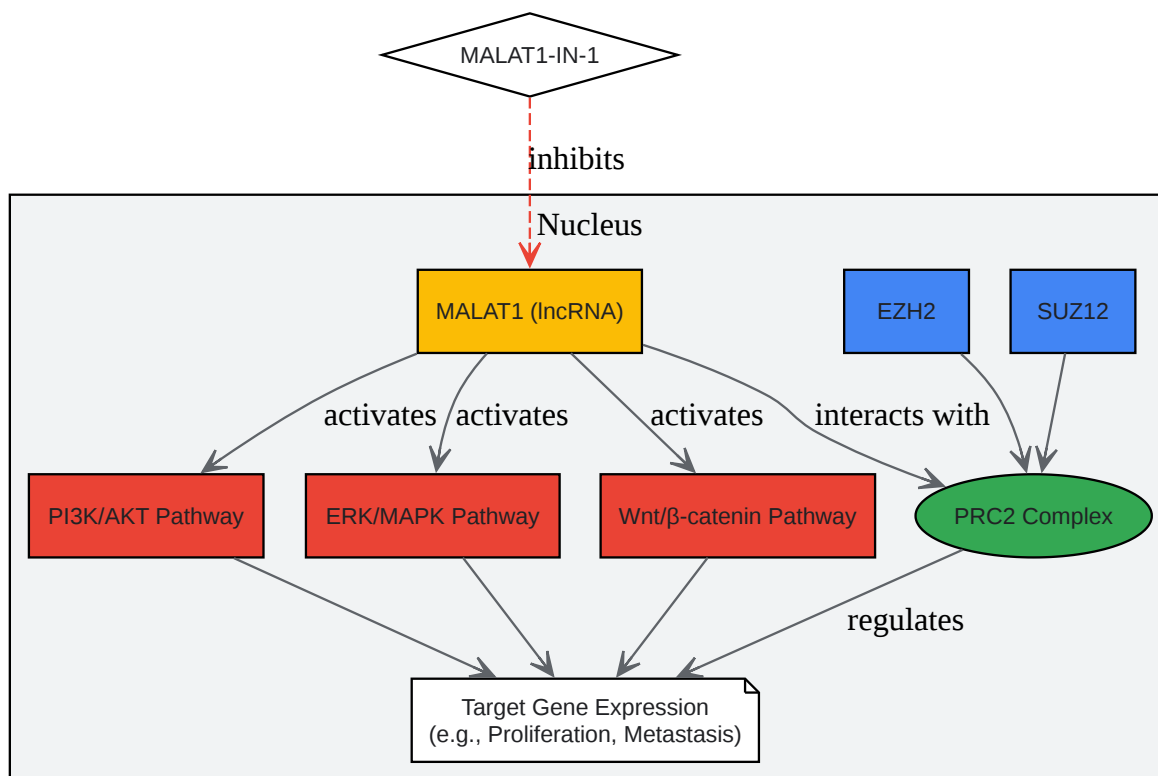 MALAT1-IN-1
inhibits
Nucleus
MALAT1 (lncRNA)
EZH2
SUZ12
activates
activates
activates
interacts with
PI3K/AKT Pathway
ERK/MAPK Pathway
Wnt/β-catenin Pathway
PRC2 Complex
regulates
Target Gene Expression
(e.g., Proliferation, Metastasis)